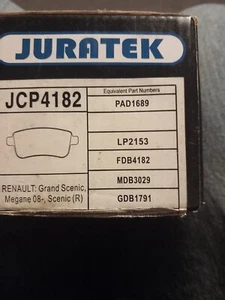 JURATEK
JCP4182
Equivalent Part Numbers
PAD1689
LP2153
FDB4182
MDB3029
GDB1791
RENAULT: Grand Scenic,
Megane 08-, Scenic (R)